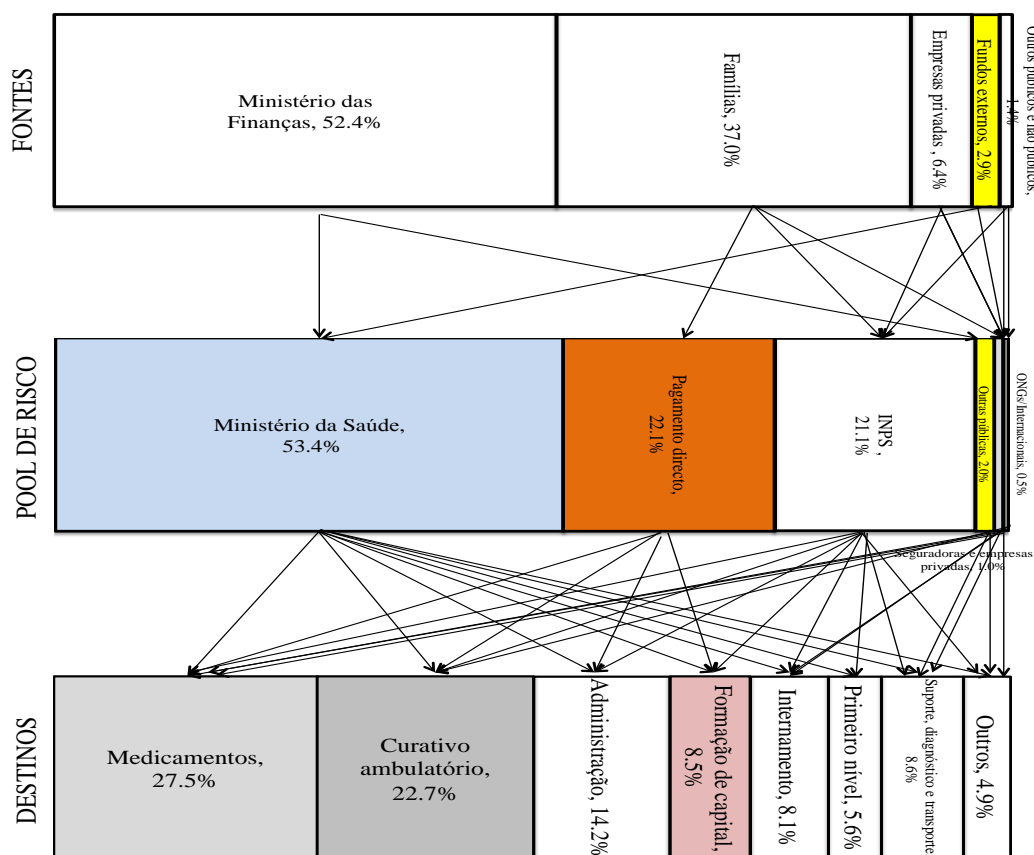 FONTES
Ministério das
Finanças, 52.4%
Famílias, 37.0%
Empresas privadas , 6.4%
Fundos externos, 2.9%
Outros públicos e não públicos,
1.4%
POOL DE RISCO
Ministério da Saúde,
53.4%
Pagamento directo,
22.1%
INPS ,
21.1%
Outras públicas, 2.0%
ONGs/Internacionais, 0.5%
Seguradoras e empresas
privadas, 1.0%
DESTINOS
Medicamentos,
27.5%
Curativo
ambulatório,
22.7%
Administração, 14.2%
Formação de capital,
8.5%
Internamento, 8.1%
Primeiro nível, 5.6%
Suporte, diagnóstico e transporte
8.6%
Outros, 4.9%